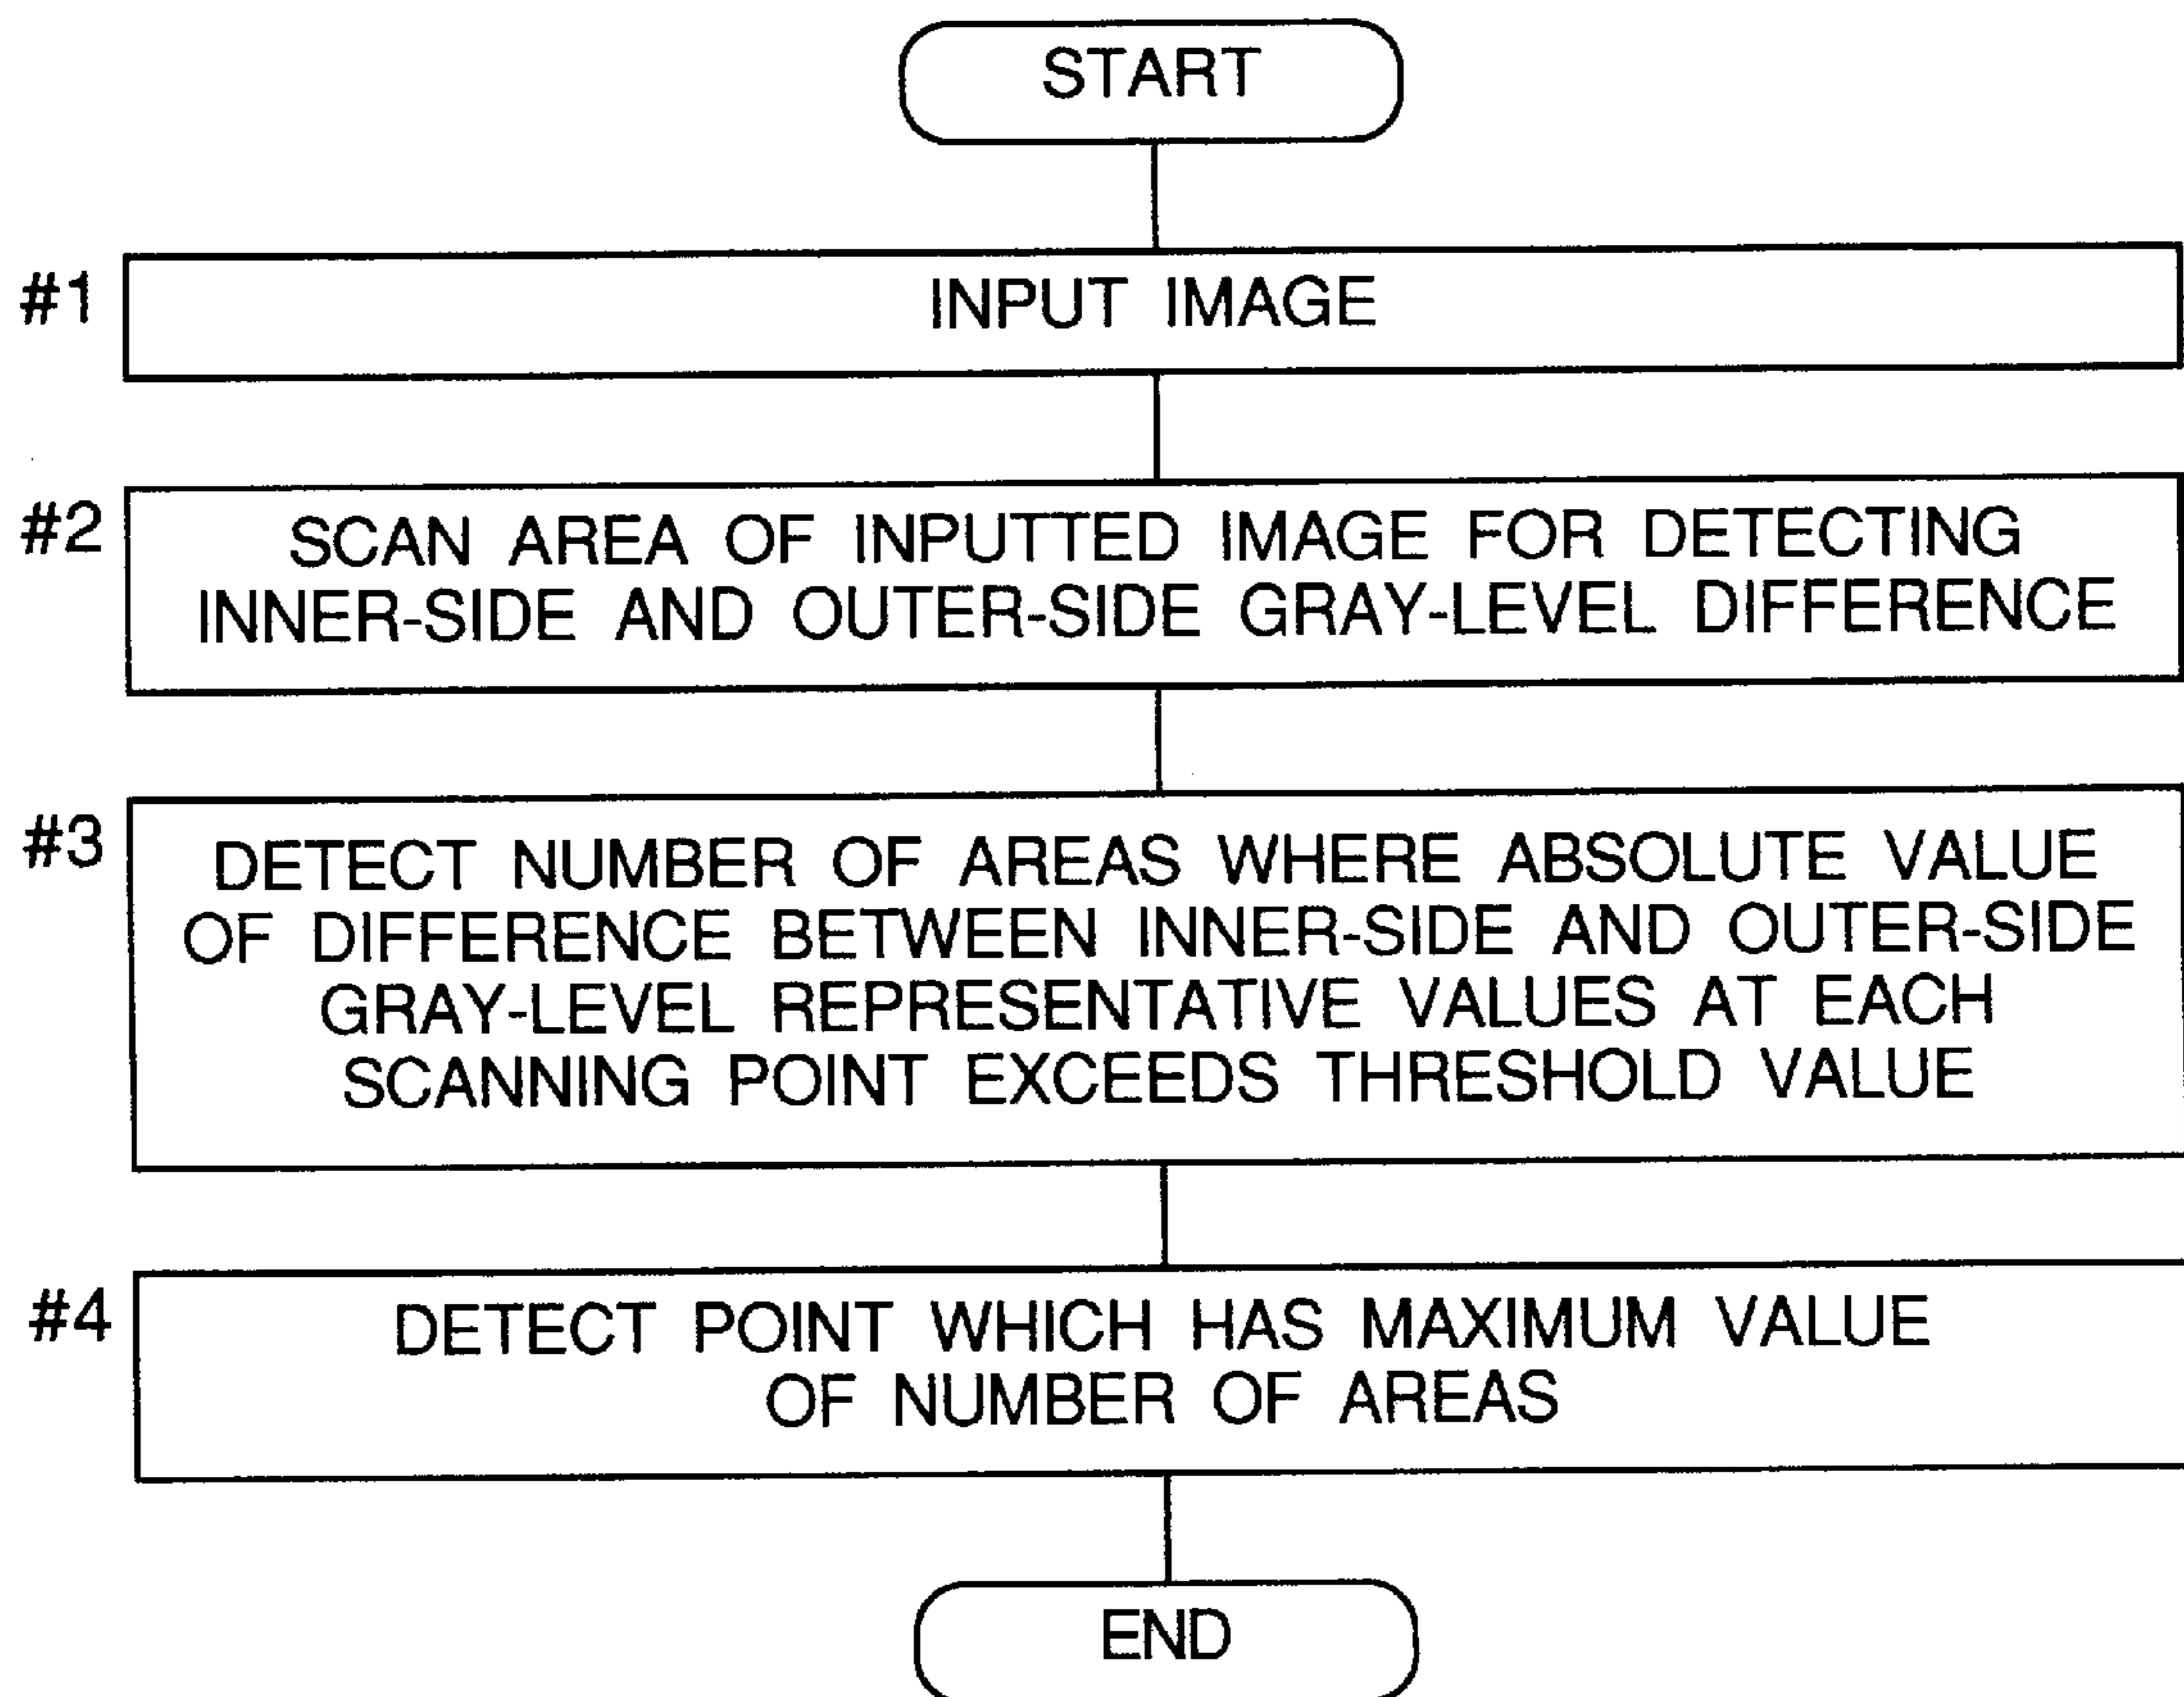 START
#1
INPUT IMAGE
#2
SCAN AREA OF INPUTTED IMAGE FOR DETECTING
INNER-SIDE AND OUTER-SIDE GRAY-LEVEL DIFFERENCE
#3
DETECT NUMBER OF AREAS WHERE ABSOLUTE VALUE
OF DIFFERENCE BETWEEN INNER-SIDE AND OUTER-SIDE
GRAY-LEVEL REPRESENTATIVE VALUES AT EACH
SCANNING POINT EXCEEDS THRESHOLD VALUE
#4
DETECT POINT WHICH HAS MAXIMUM VALUE
OF NUMBER OF AREAS
END